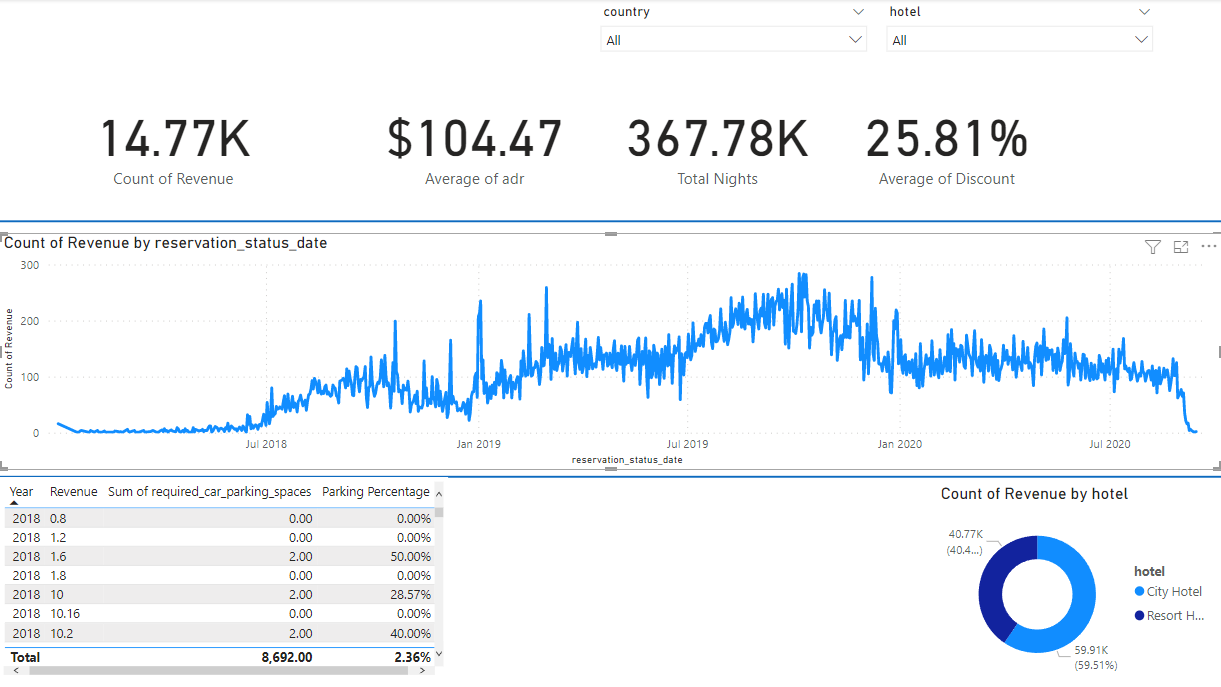 country hotel
All All
14.77K $104.47 367.78K 25.81%
Count of Revenue Average of adr Total Nights Average of Discount
Count of Revenue by reservation_status_date
300
200
100
0
Count of Revenue
Jul 2018 Jan 2019 Jul 2019 Jan 2020 Jul 2020
reservation_status_date
Year Revenue Sum of required_car_parking_spaces Parking Percentage
2018 0.8 0.00 0.00%
2018 1.2 0.00 0.00%
2018 1.6 2.00 50.00%
2018 1.8 0.00 0.00%
2018 10 2.00 28.57%
2018 10.16 0.00 0.00%
2018 10.2 2.00 40.00%
Total 8,692.00 2.36%
Count of Revenue by hotel
40.77K
(40.4...)
hotel
City Hotel
Resort H...
59.91K
(59.51%)